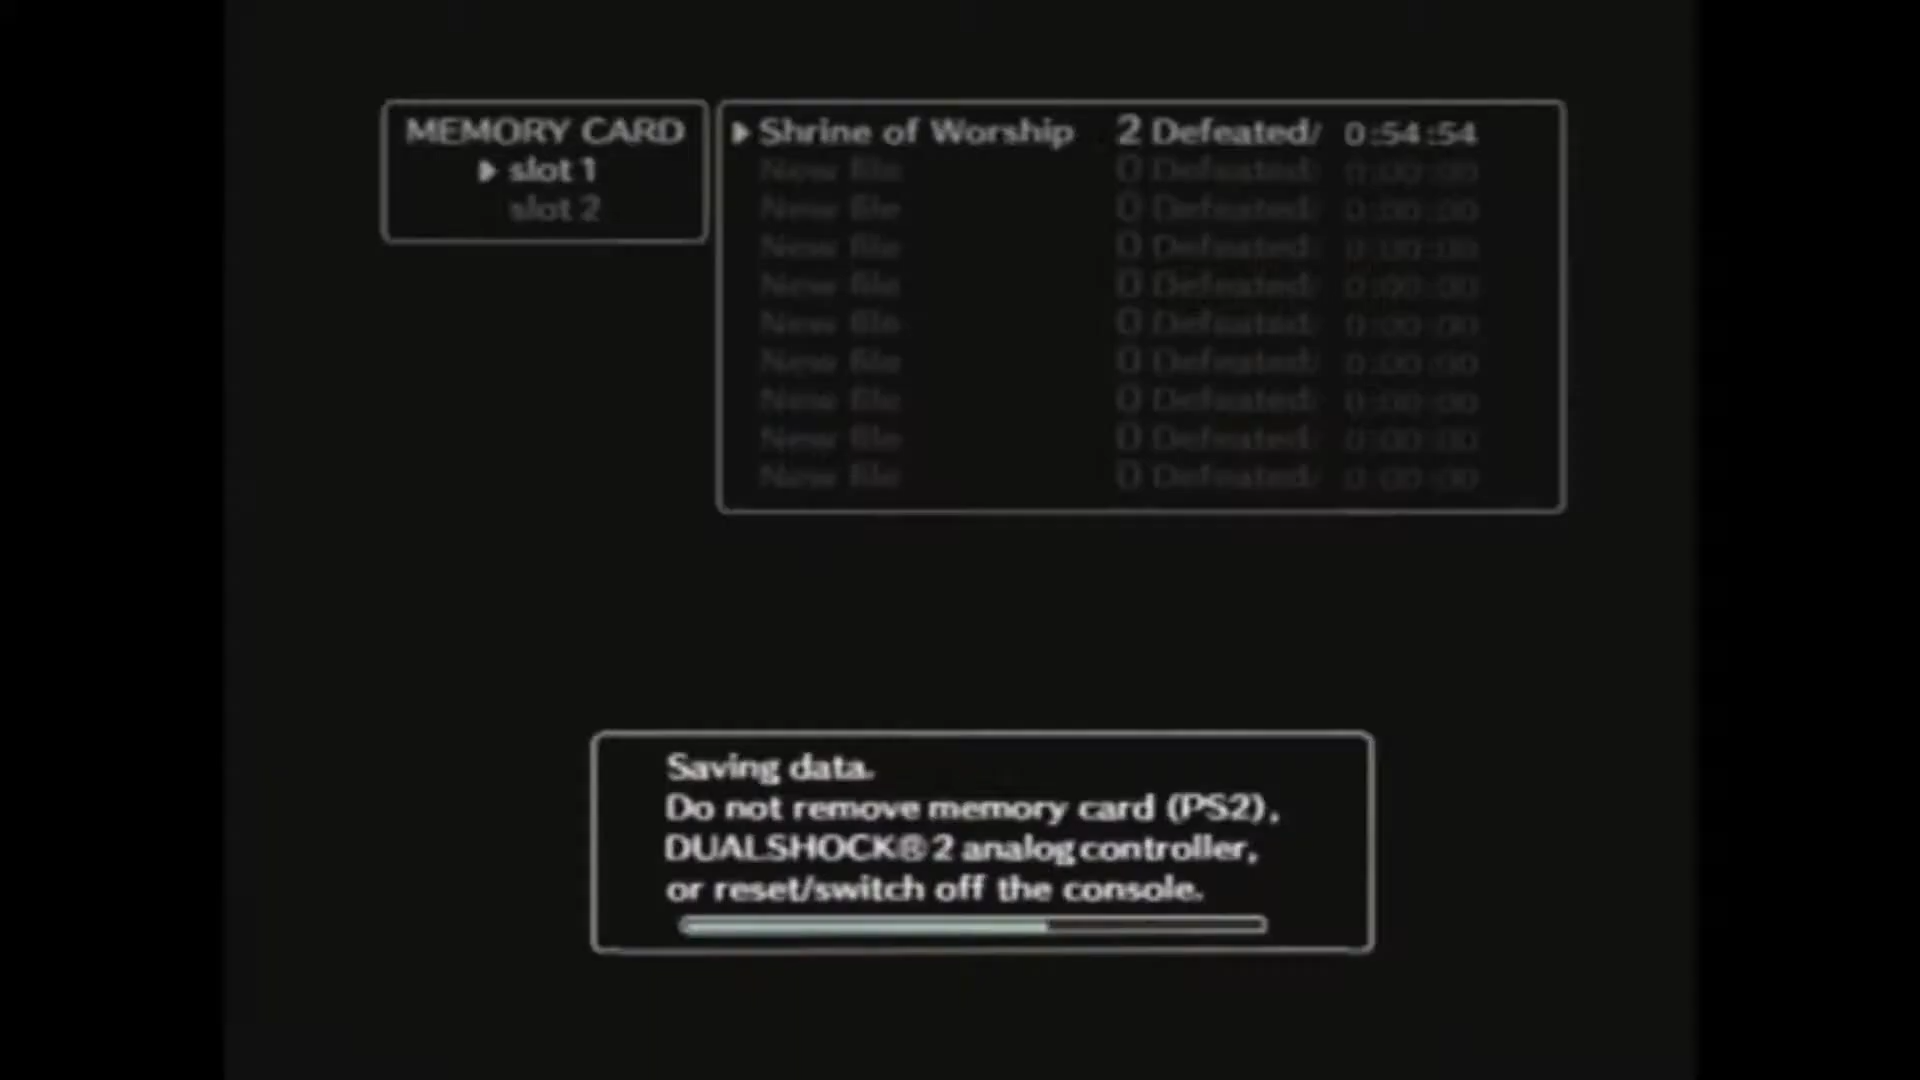 MEMORY CARD
slot 1
slot 2
Shrine of Worship 2 Defeated/ 0:54:54
New file 0 Defeated/ 0:00:00
New file 0 Defeated/ 0:00:00
New file 0 Defeated/ 0:00:00
New file 0 Defeated/ 0:00:00
New file 0 Defeated/ 0:00:00
New file 0 Defeated/ 0:00:00
New file 0 Defeated/ 0:00:00
New file 0 Defeated/ 0:00:00
New file 0 Defeated/ 0:00:00
Saving data.
Do not remove memory card (PS2),
DUALSHOCK®2 analog controller,
or reset/switch off the console.